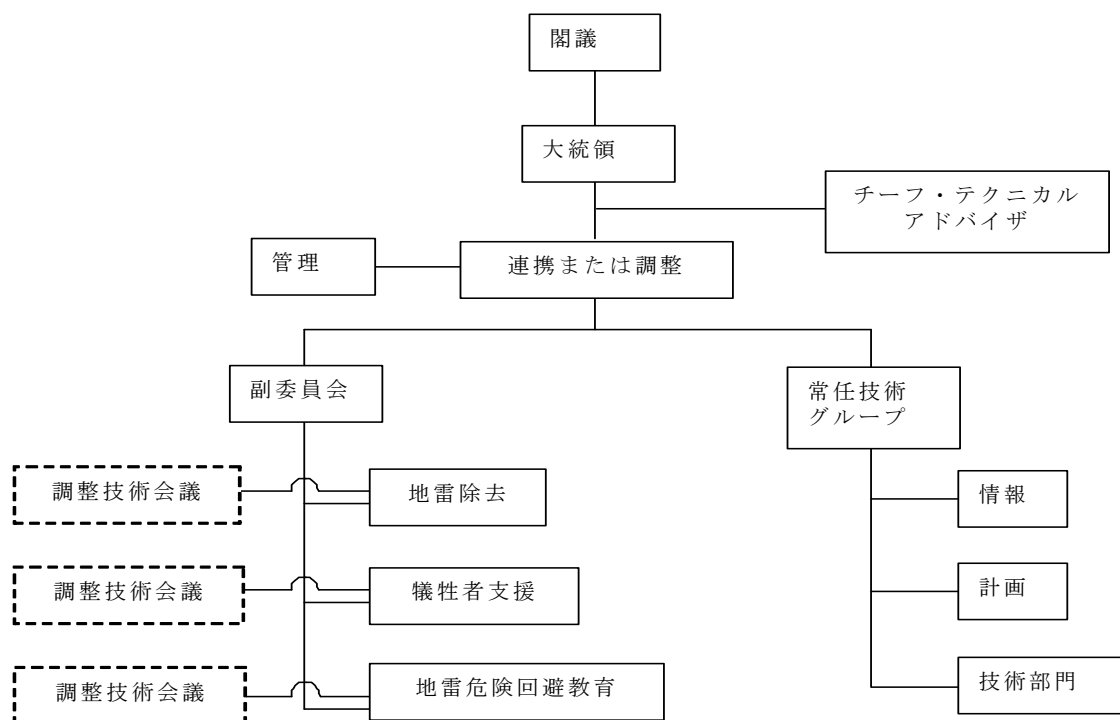 閣議
大統領
チーフ・テクニカル
アドバイザ
管理
連携または調整
副委員会
常任技術
グループ
調整技術会議
地雷除去
情報
調整技術会議
犠牲者支援
計画
調整技術会議
地雷危険回避教育
技術部門